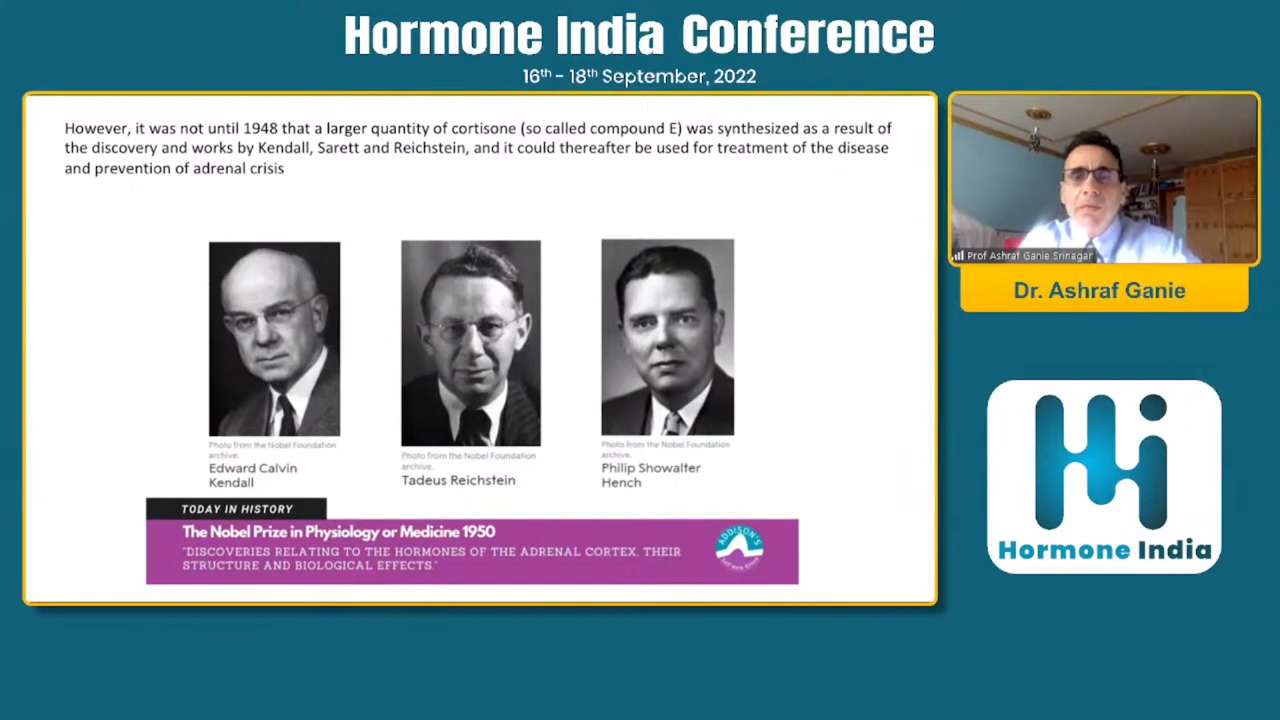 Hormone India Conference
16th - 18th September, 2022
However, it was not until 1948 that a larger quantity of cortisone (so called compound E) was synthesized as a result of
the discovery and works by Kendall, Sarett and Reichstein, and it could thereafter be used for treatment of the disease
and prevention of adrenal crisis
Photo from the Nobel Foundation
archive.
Edward Calvin
Kendall
Photo from the Nobel Foundation
archive.
Tadeus Reichstein
Photo from the Nobel Foundation
archive.
Philip Showalter
Hench
TODAY IN HISTORY
The Nobel Prize in Physiology or Medicine 1950
"DISCOVERIES RELATING TO THE HORMONES OF THE ADRENAL CORTEX, THEIR
STRUCTURE AND BIOLOGICAL EFFECTS."
ADDISON'S
Self Help Group
Prof Ashraf Ganie Srinagar
Dr. Ashraf Ganie
Hi
Hormone India